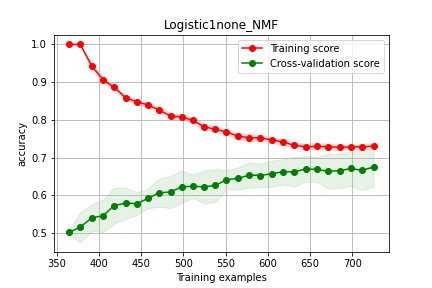 Logistic1none_NMF
Training score
Cross-validation score
accuracy
1.0
0.9
0.8
0.7
0.6
0.5
350 400 450 500 550 600 650 700
Training examples